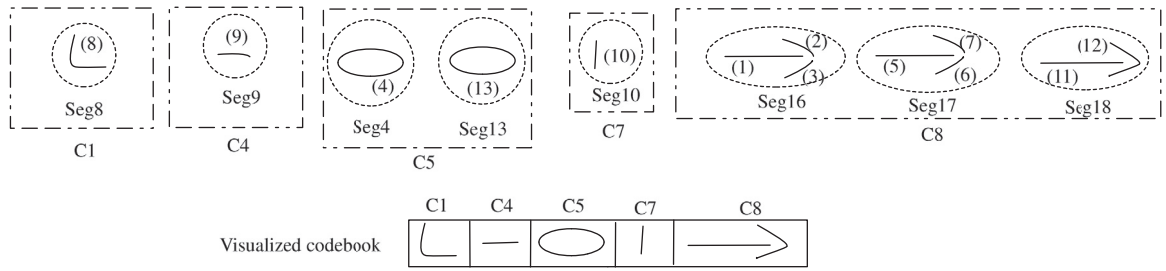 (8) (9) (4) (13) (10) (1) (2) (3) (5) (7) (6) (11) (12)
Seg8 Seg9 Seg4 Seg13 Seg10 Seg16 Seg17 Seg18
C1 C4 C5 C7 C8
C1 C4 C5 C7 C8
Visualized codebook